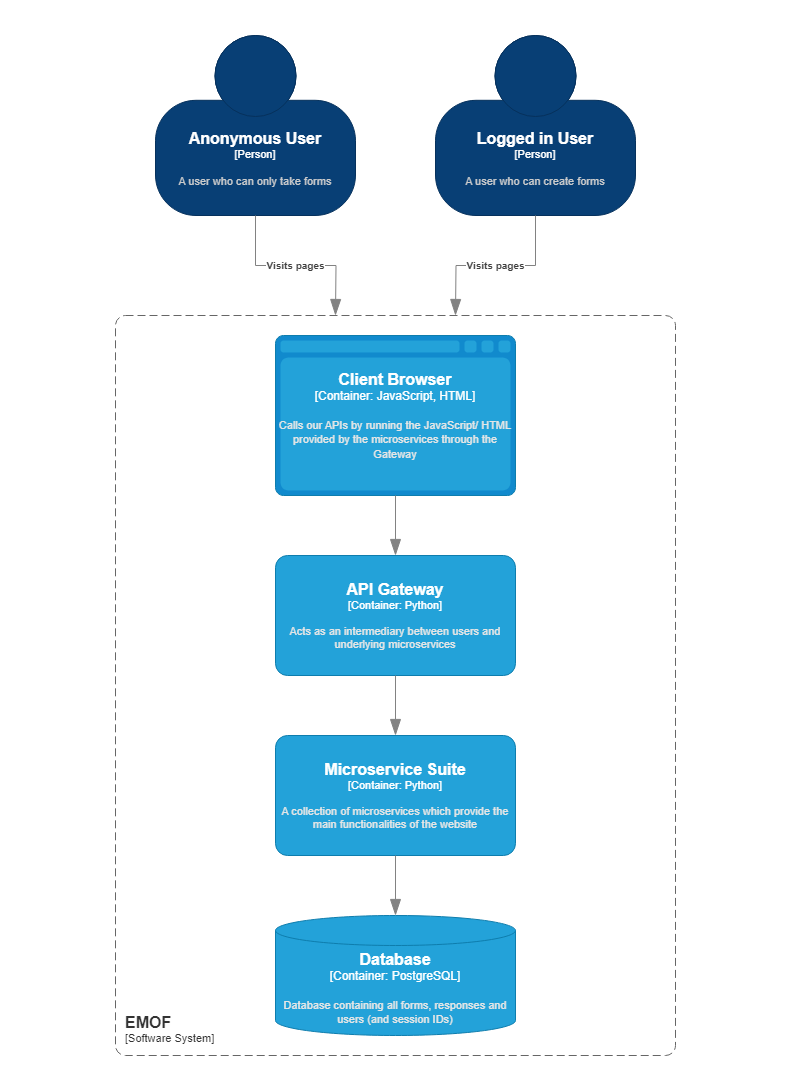 Anonymous User
[Person]
A user who can only take forms
Logged in User
[Person]
A user who can create forms
Visits pages
Visits pages
Client Browser
[Container: JavaScript, HTML]
Calls our APIs by running the JavaScript/ HTML
provided by the microservices through the
Gateway
API Gateway
[Container: Python]
Acts as an intermediary between users and
underlying microservices
Microservice Suite
[Container: Python]
A collection of microservices which provide the
main functionalities of the website
Database
[Container: PostgreSQL]
Database containing all forms, responses and
users (and session IDs)
EMOF
[Software System]